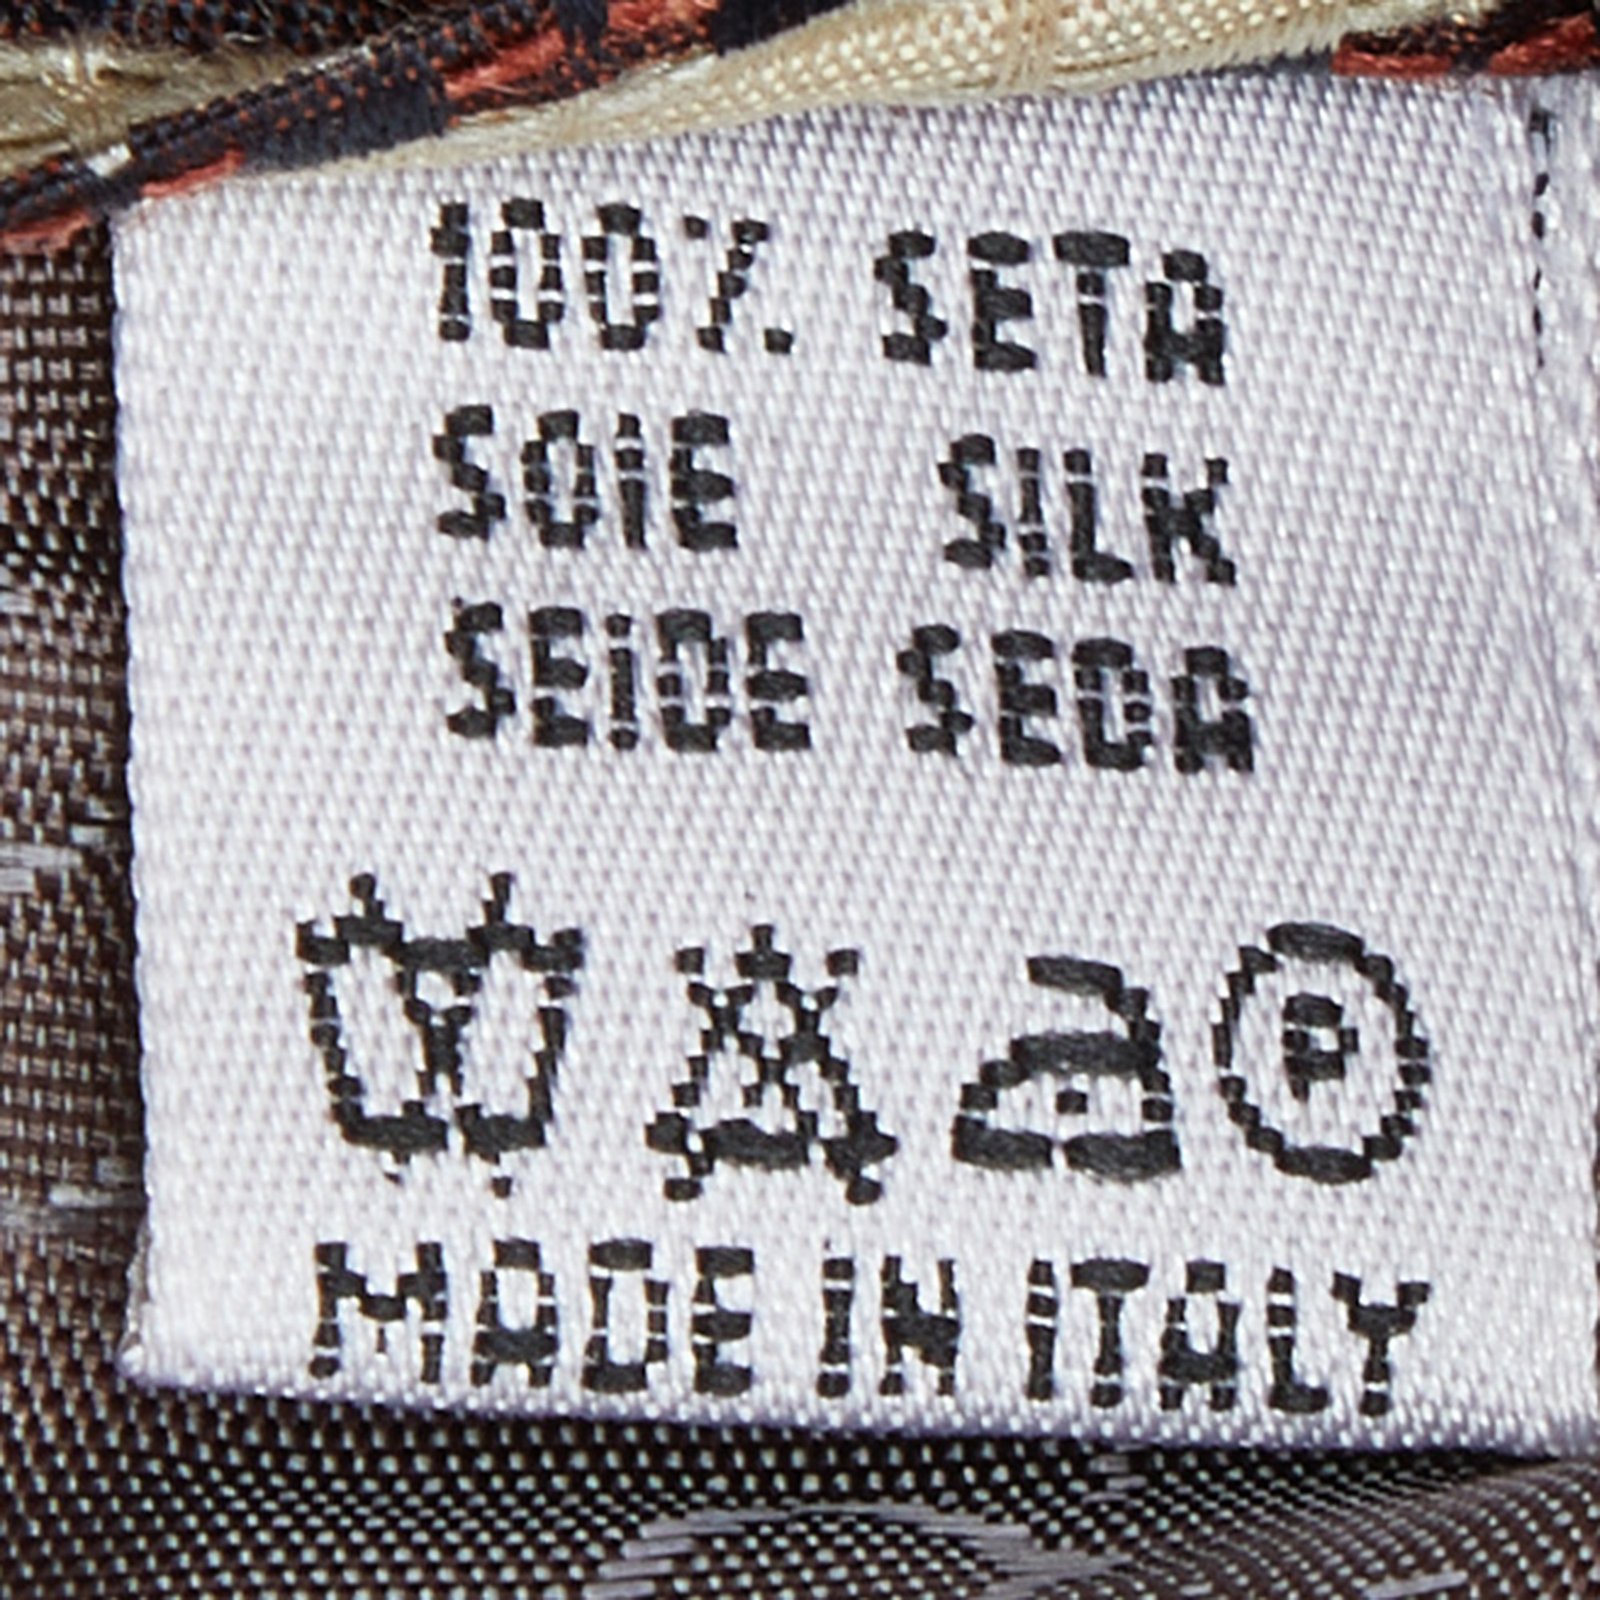 100% SETA
SOIE SILK
SEIDE SEDA
P
MADE IN ITALY